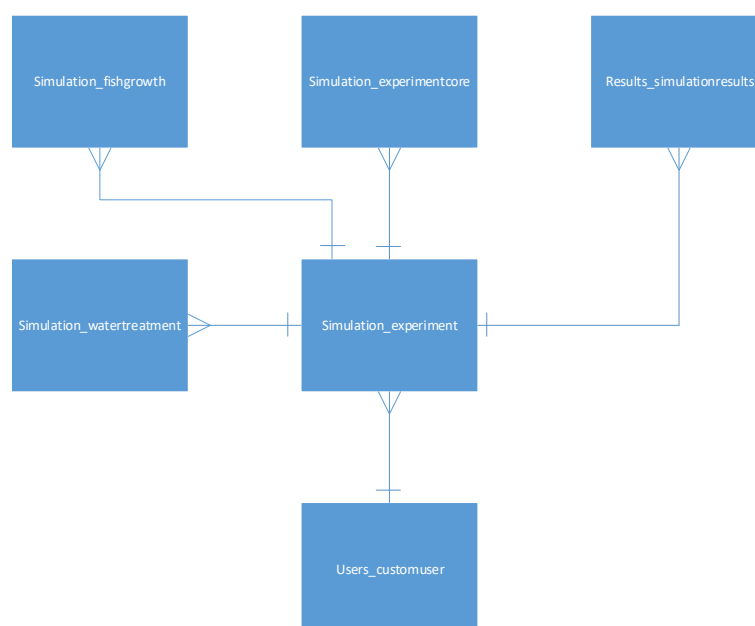 Simulation_fishgrowth
Simulation_experimentcore
Results_simulationresults
Simulation_watertreatment
Simulation_experiment
Users_customuser